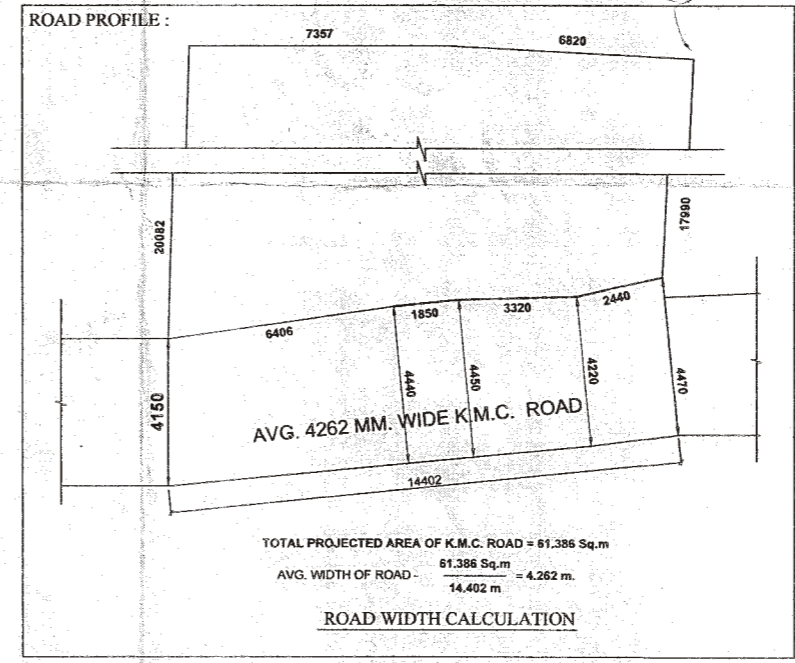 ROAD PROFILE :
7357
6820
20082
17990
6406
1850
3320
2440
4150
4440
4450
4220
4470
AVG. 4262 MM. WIDE K.M.C. ROAD
14402
TOTAL PROJECTED AREA OF K.M.C. ROAD = 61.386 Sq.m
AVG. WIDTH OF ROAD - 61.386 Sq.m = 4.262 m.
14.402 m
ROAD WIDTH CALCULATION